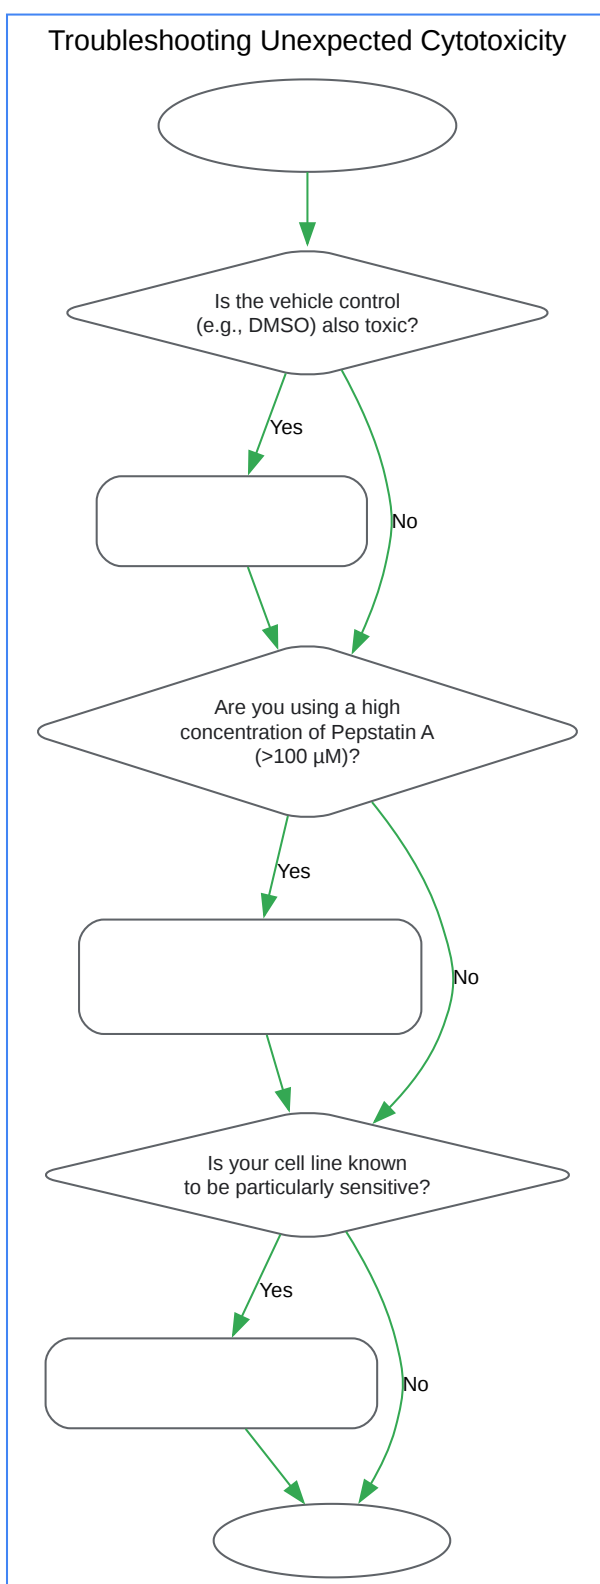 Troubleshooting Unexpected Cytotoxicity
Is the vehicle control
(e.g., DMSO) also toxic?
Yes
No
Are you using a high
concentration of Pepstatin A
(>100 µM)?
Yes
No
Is your cell line known
to be particularly sensitive?
Yes
No